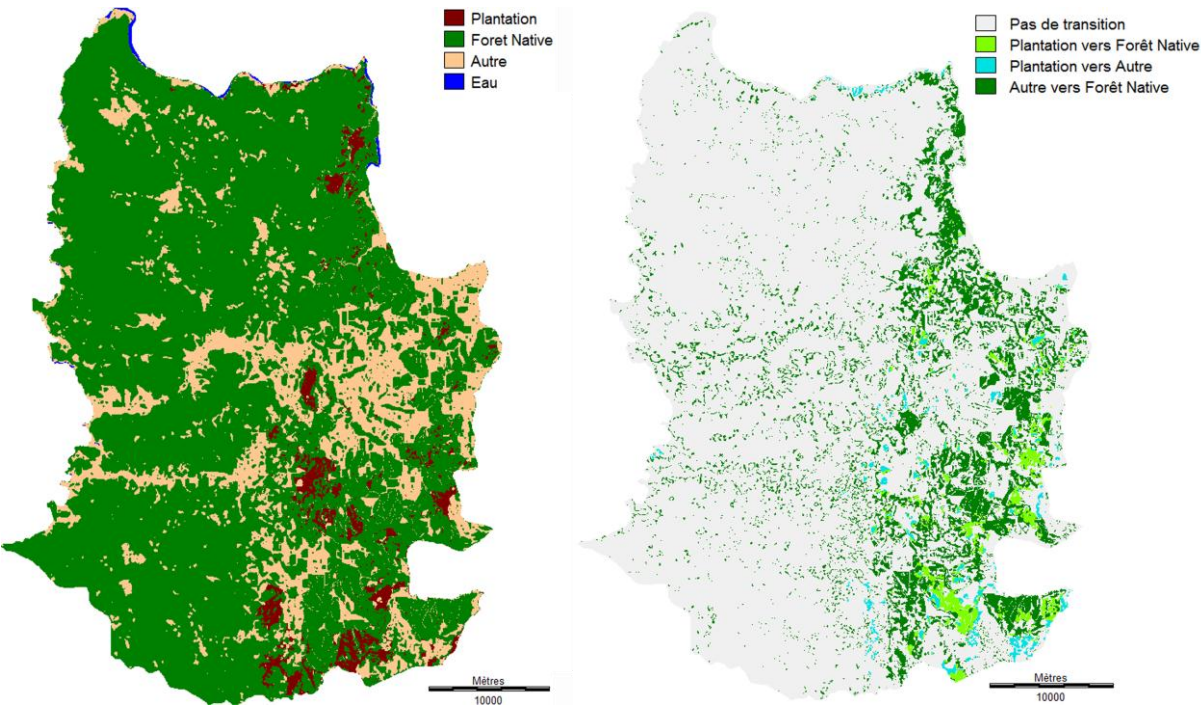 Plantation
Foret Native
Autre
Eau
Mètres
10000
Pas de transition
Plantation vers Forêt Native
Plantation vers Autre
Autre vers Forêt Native
Mètres
10000